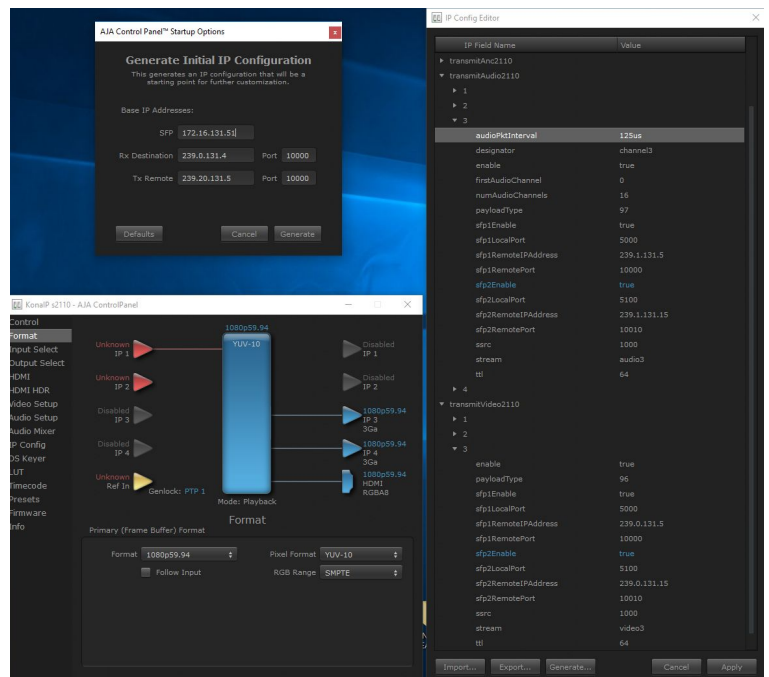 AJA Control Panel™ Startup Options
x
Generate Initial IP Configuration
This generates an IP configuration that will be a
starting point for further customization.
Base IP Addresses:
SFP 172.16.131.51
Rx Destination 239.0.131.4 Port 10000
Tx Remote 239.20.131.5 Port 10000
Defaults Cancel Generate
KonaIP s2110 - AJA ControlPanel
Control
Format
Input Select
Output Select
HDMI
HDMI HDR
Video Setup
Audio Setup
Audio Mixer
IP Config
DS Keyer
LUT
Timecode
Presets
Firmware
Info
1080p59.94
YUV-10
Unknown
IP 1
Unknown
IP 2
Disabled
IP 3
Disabled
IP 4
Unknown
Ref In
Genlock: PTP 1
Mode: Playback
Disabled
IP 1
Disabled
IP 2
1080p59.94
IP 3
3Ga
1080p59.94
IP 4
3Ga
1080p59.94
HDMI
RGBA8
Format
Primary (Frame Buffer) Format
Format 1080p59.94 Pixel Format YUV-10
Follow Input RGB Range SMPTE
IP Config Editor
IP Field Name Value
transmitAnc2110
transmitAudio2110
1
2
3
audioPktInterval 125us
designator channel3
enable true
firstAudioChannel 0
numAudioChannels 16
payloadType 97
sfp1Enable true
sfp1LocalPort 5000
sfp1RemoteIPAddress 239.1.131.5
sfp1RemotePort 10000
sfp2Enable true
sfp2LocalPort 5100
sfp2RemoteIPAddress 239.1.131.15
sfp2RemotePort 10010
ssrc 1000
stream audio3
ttl 64
4
transmitVideo2110
1
2
3
enable true
payloadType 96
sfp1Enable true
sfp1LocalPort 5000
sfp1RemoteIPAddress 239.0.131.5
sfp1RemotePort 10000
sfp2Enable true
sfp2LocalPort 5100
sfp2RemoteIPAddress 239.0.131.15
sfp2RemotePort 10010
ssrc 1000
stream video3
ttl 64
Import... Export... Generate... Cancel Apply